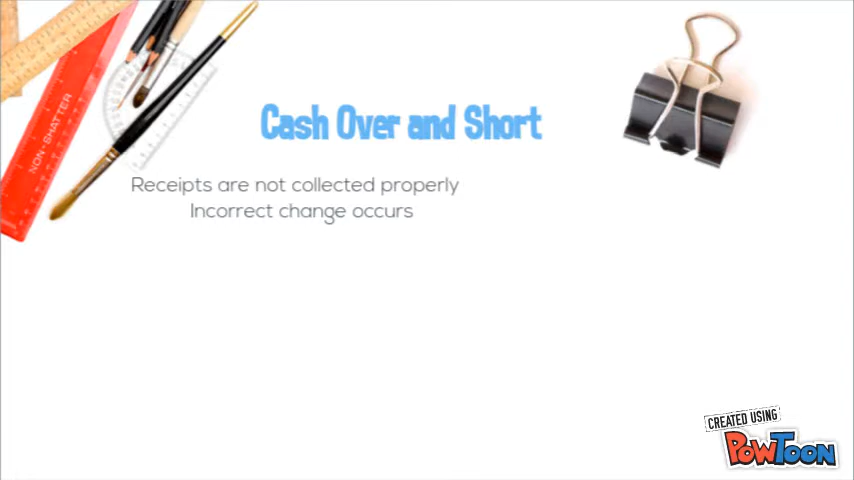 NON-SHATTER
Cash Over and Short
Receipts are not collected properly
Incorrect change occurs
CREATED USING
POWTOON